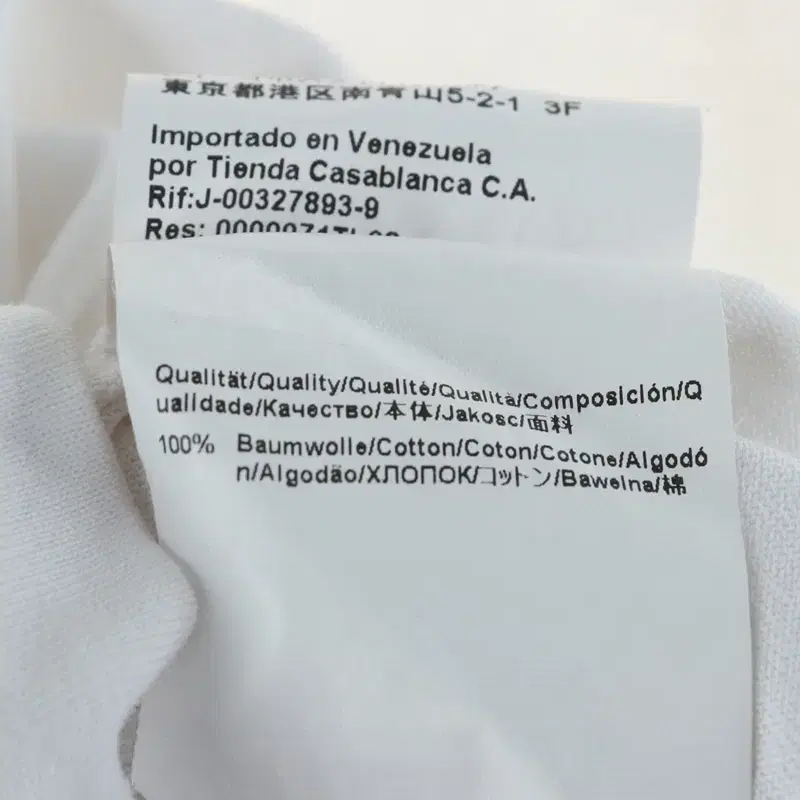 東京都港区南青山5-2-1 3F
Importado en Venezuela
por Tienda Casablanca C.A.
Rif:J-00327893-9
Res:
Qualität/Quality/Qualité/Qualità/Composición/Q
ualidade/Качество/本体/Jakosc/面料
100% Baumwolle/Cotton/Coton/Cotone/Algodó
n/Algodão/ХЛОПОК/コットン/Bawelna/棉